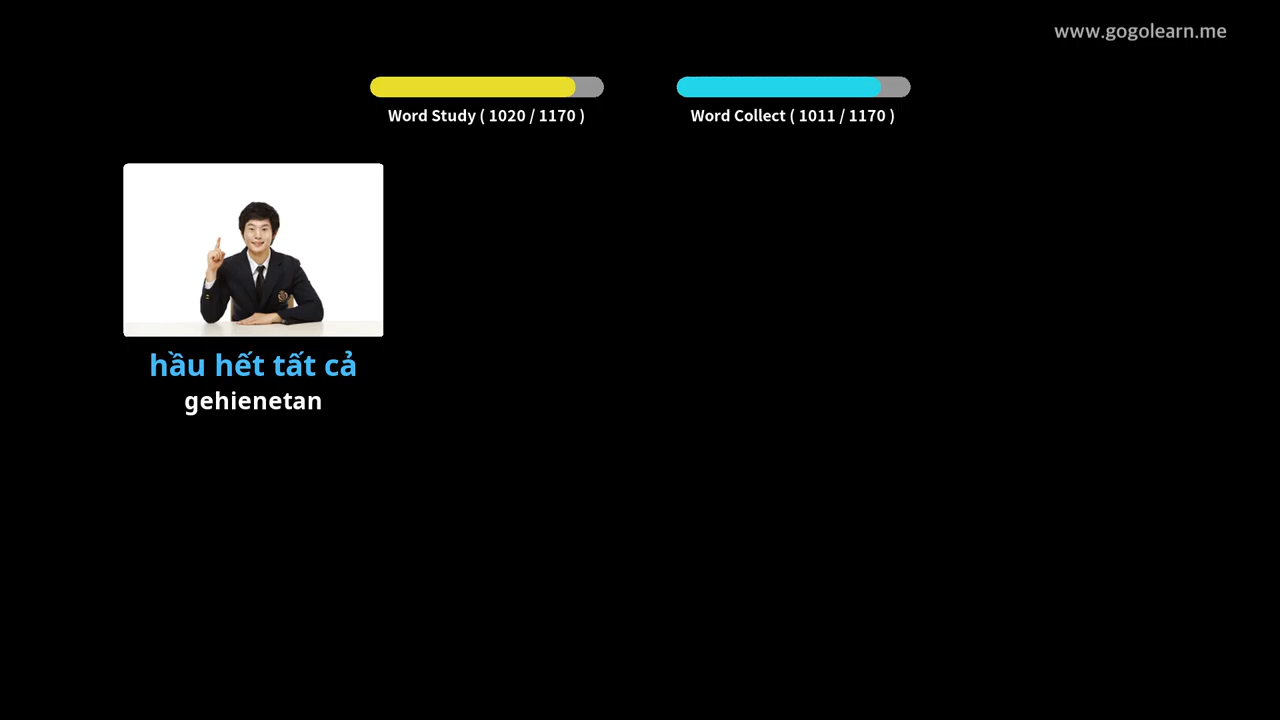 www.gogolearn.me
Word Study ( 1020 / 1170 )
Word Collect ( 1011 / 1170 )
hầu hết tất cả
gehienetan